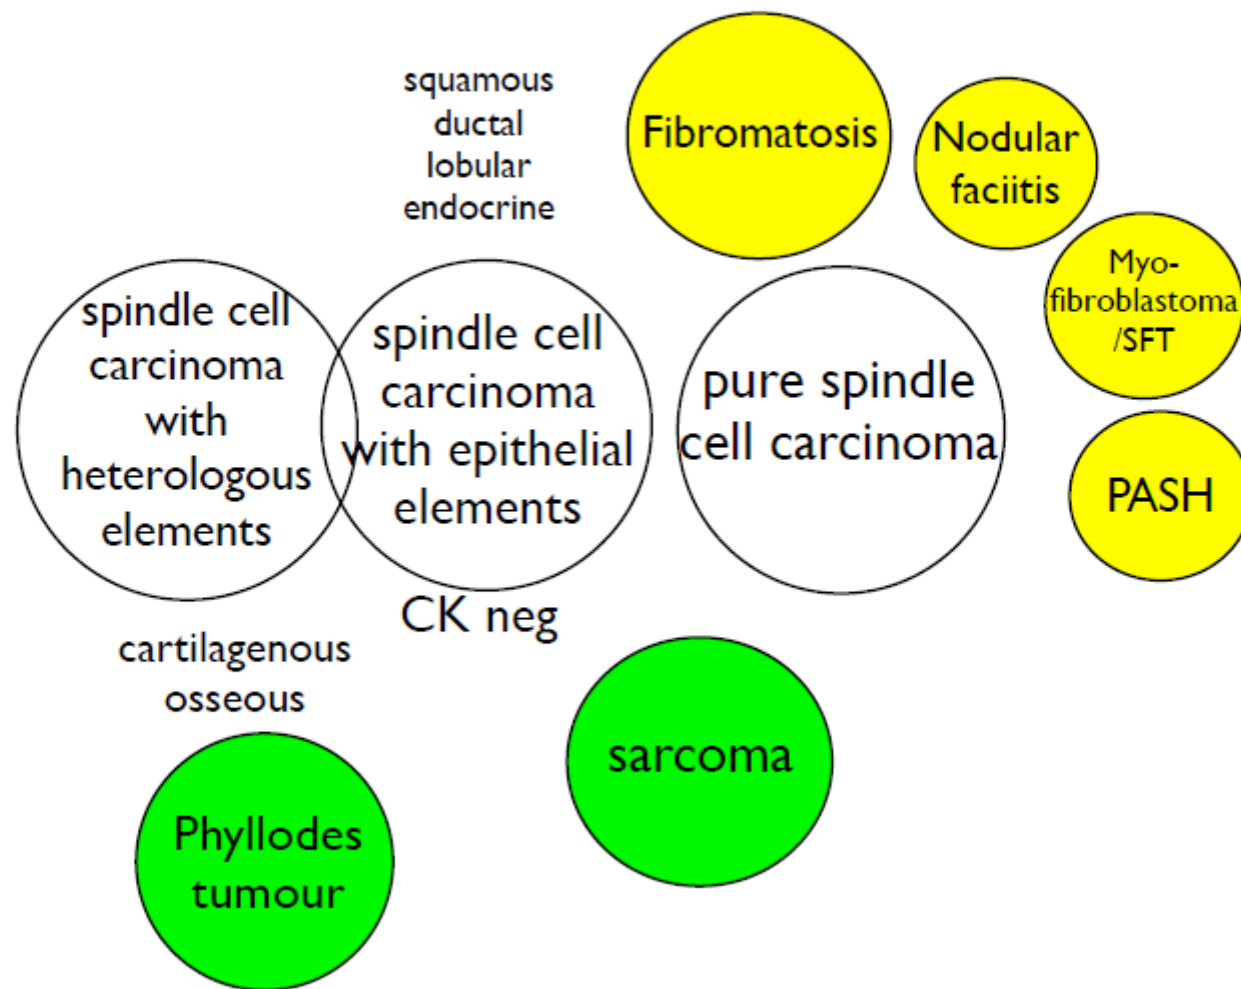 squamous
ductal
lobular
endocrine
Fibromatosis
Nodular
faciitis
Myo-
fibroblastoma
/SFT
spindle cell
carcinoma
with
heterologous
elements
spindle cell
carcinoma
with epithelial
elements
pure spindle
cell carcinoma
PASH
CK neg
cartilagenous
osseous
sarcoma
Phyllodes
tumour